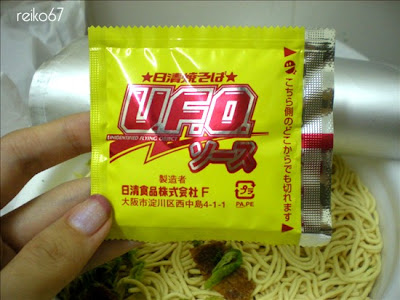 reiko67
★日清焼そば★
U.F.O.
UNIDENTIFIED FLYING OBJECT
ソース
製造者
日清食品株式会社 F
大阪市淀川区西中島4-1-1
プラ
PA,PE
こちら側のどこからでも切れます